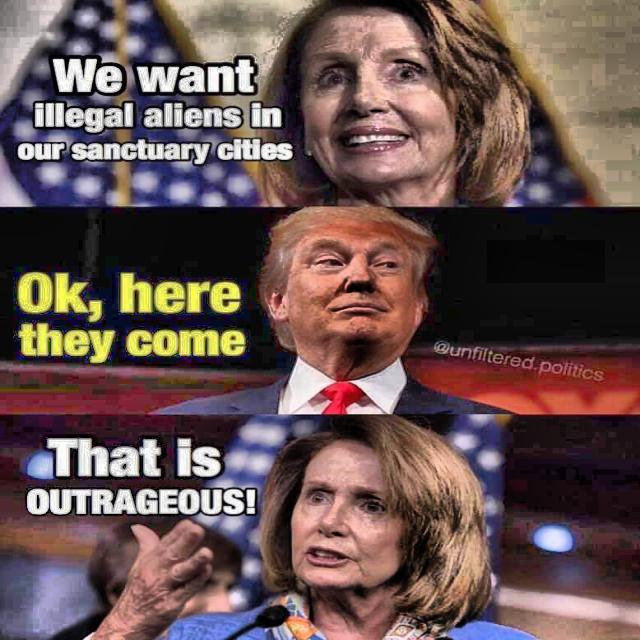 We want
illegal aliens in
our sanctuary cities
Ok, here
they come
@unfiltered.politics
That is
OUTRAGEOUS!